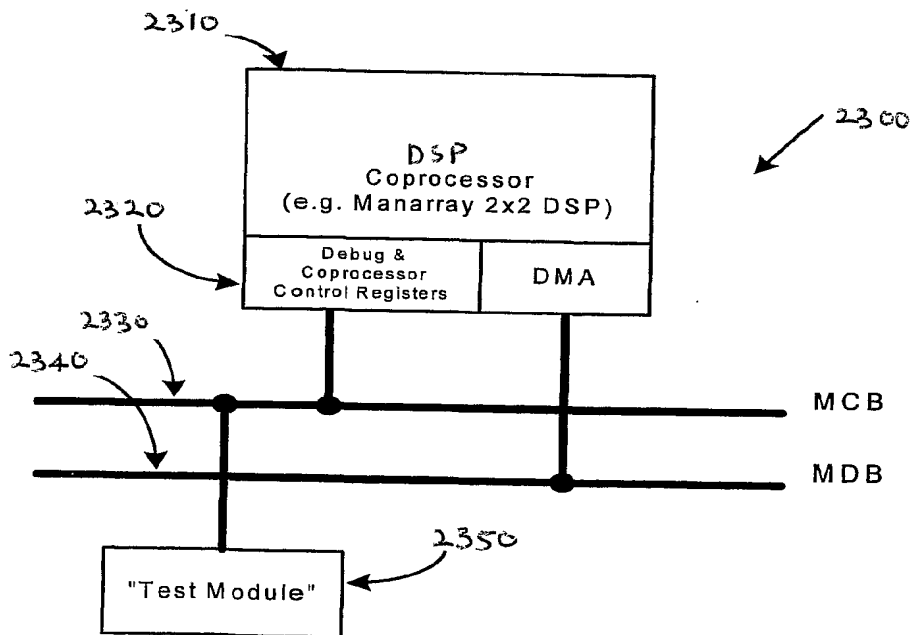 2310
2300
DSP
Coprocessor
(e.g. Manarray 2x2 DSP)
2320
Debug &
Coprocessor
Control Registers
DMA
2330
2340
MCB
MDB
2350
"Test Module"